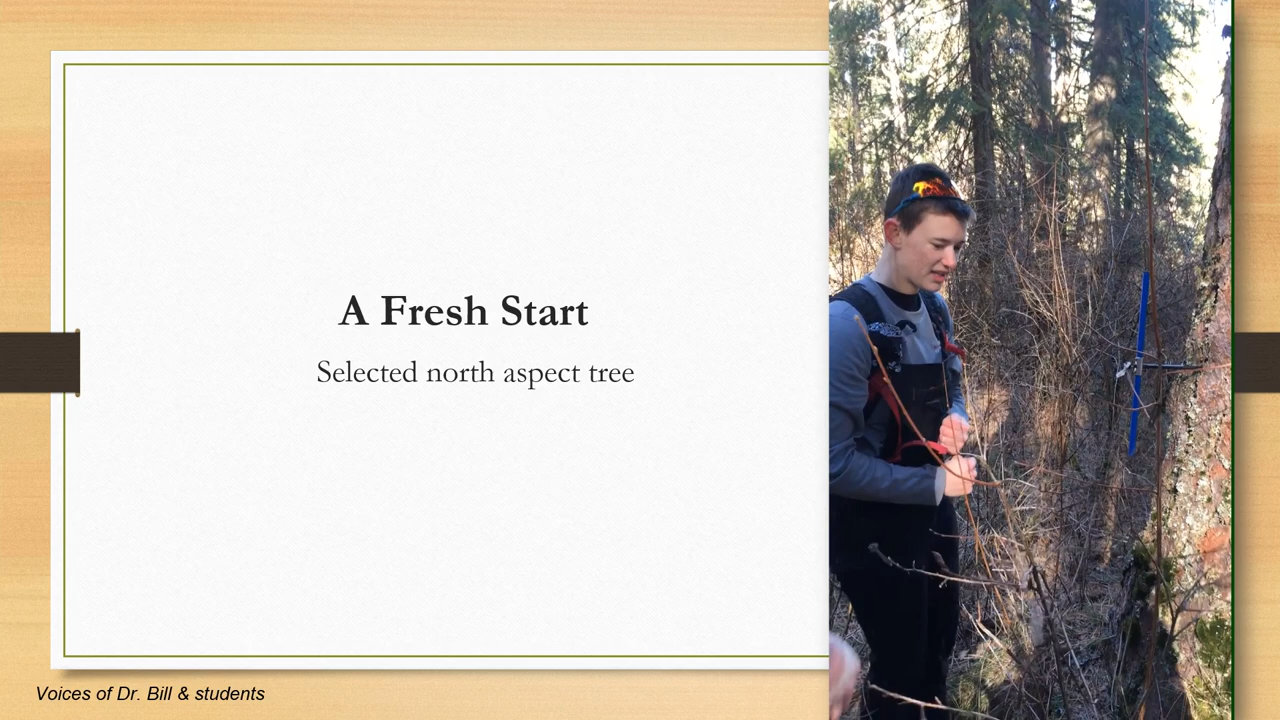 A Fresh Start
Selected north aspect tree
Voices of Dr. Bill & students